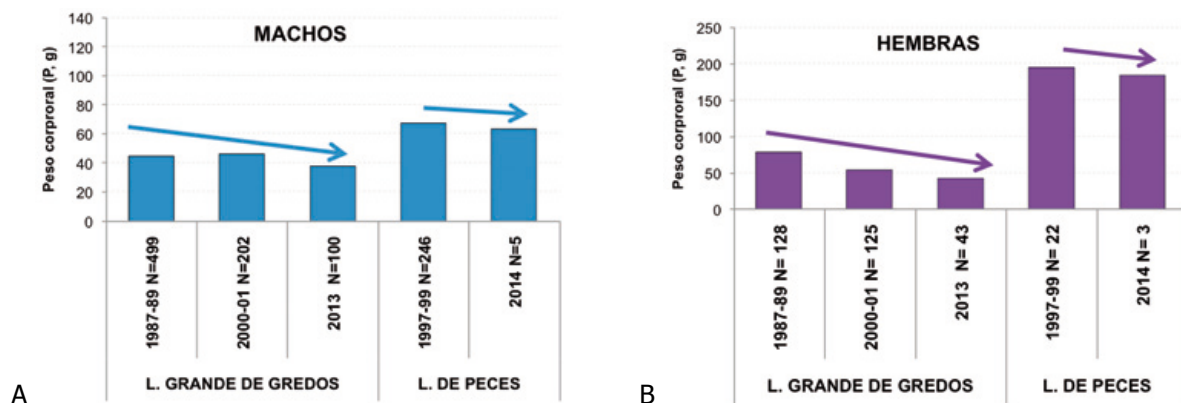 MACHOS
Peso corproral (P, g)
140
120
100
80
60
40
20
0
1987-89 N=499
2000-01 N=202
2013 N=100
1997-99 N=246
2014 N=5
L. GRANDE DE GREDOS
L. DE PECES
A
HEMBRAS
Peso corproral (P, g)
250
200
150
100
50
0
1987-89 N= 128
2000-01 N= 125
2013 N= 43
1997-99 N= 22
2014 N= 3
L. GRANDE DE GREDOS
L. DE PECES
B